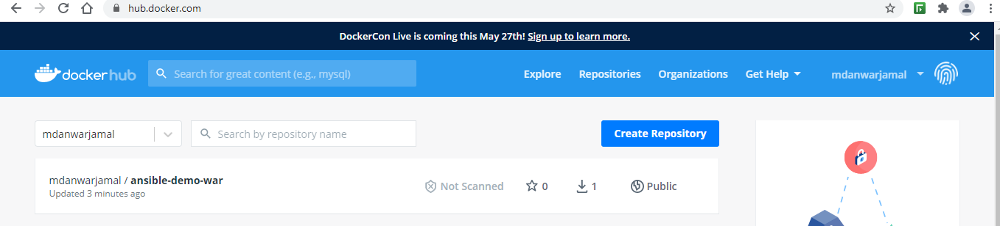 hub.docker.com
DockerCon Live is coming this May 27th! Sign up to learn more.
docker hub
Search for great content (e.g., mysql)
Explore
Repositories
Organizations
Get Help
mdanwarjamal
mdanwarjamal
Search by repository name
Create Repository
mdanwarjamal / ansible-demo-war
Updated 3 minutes ago
Not Scanned
0
1
Public